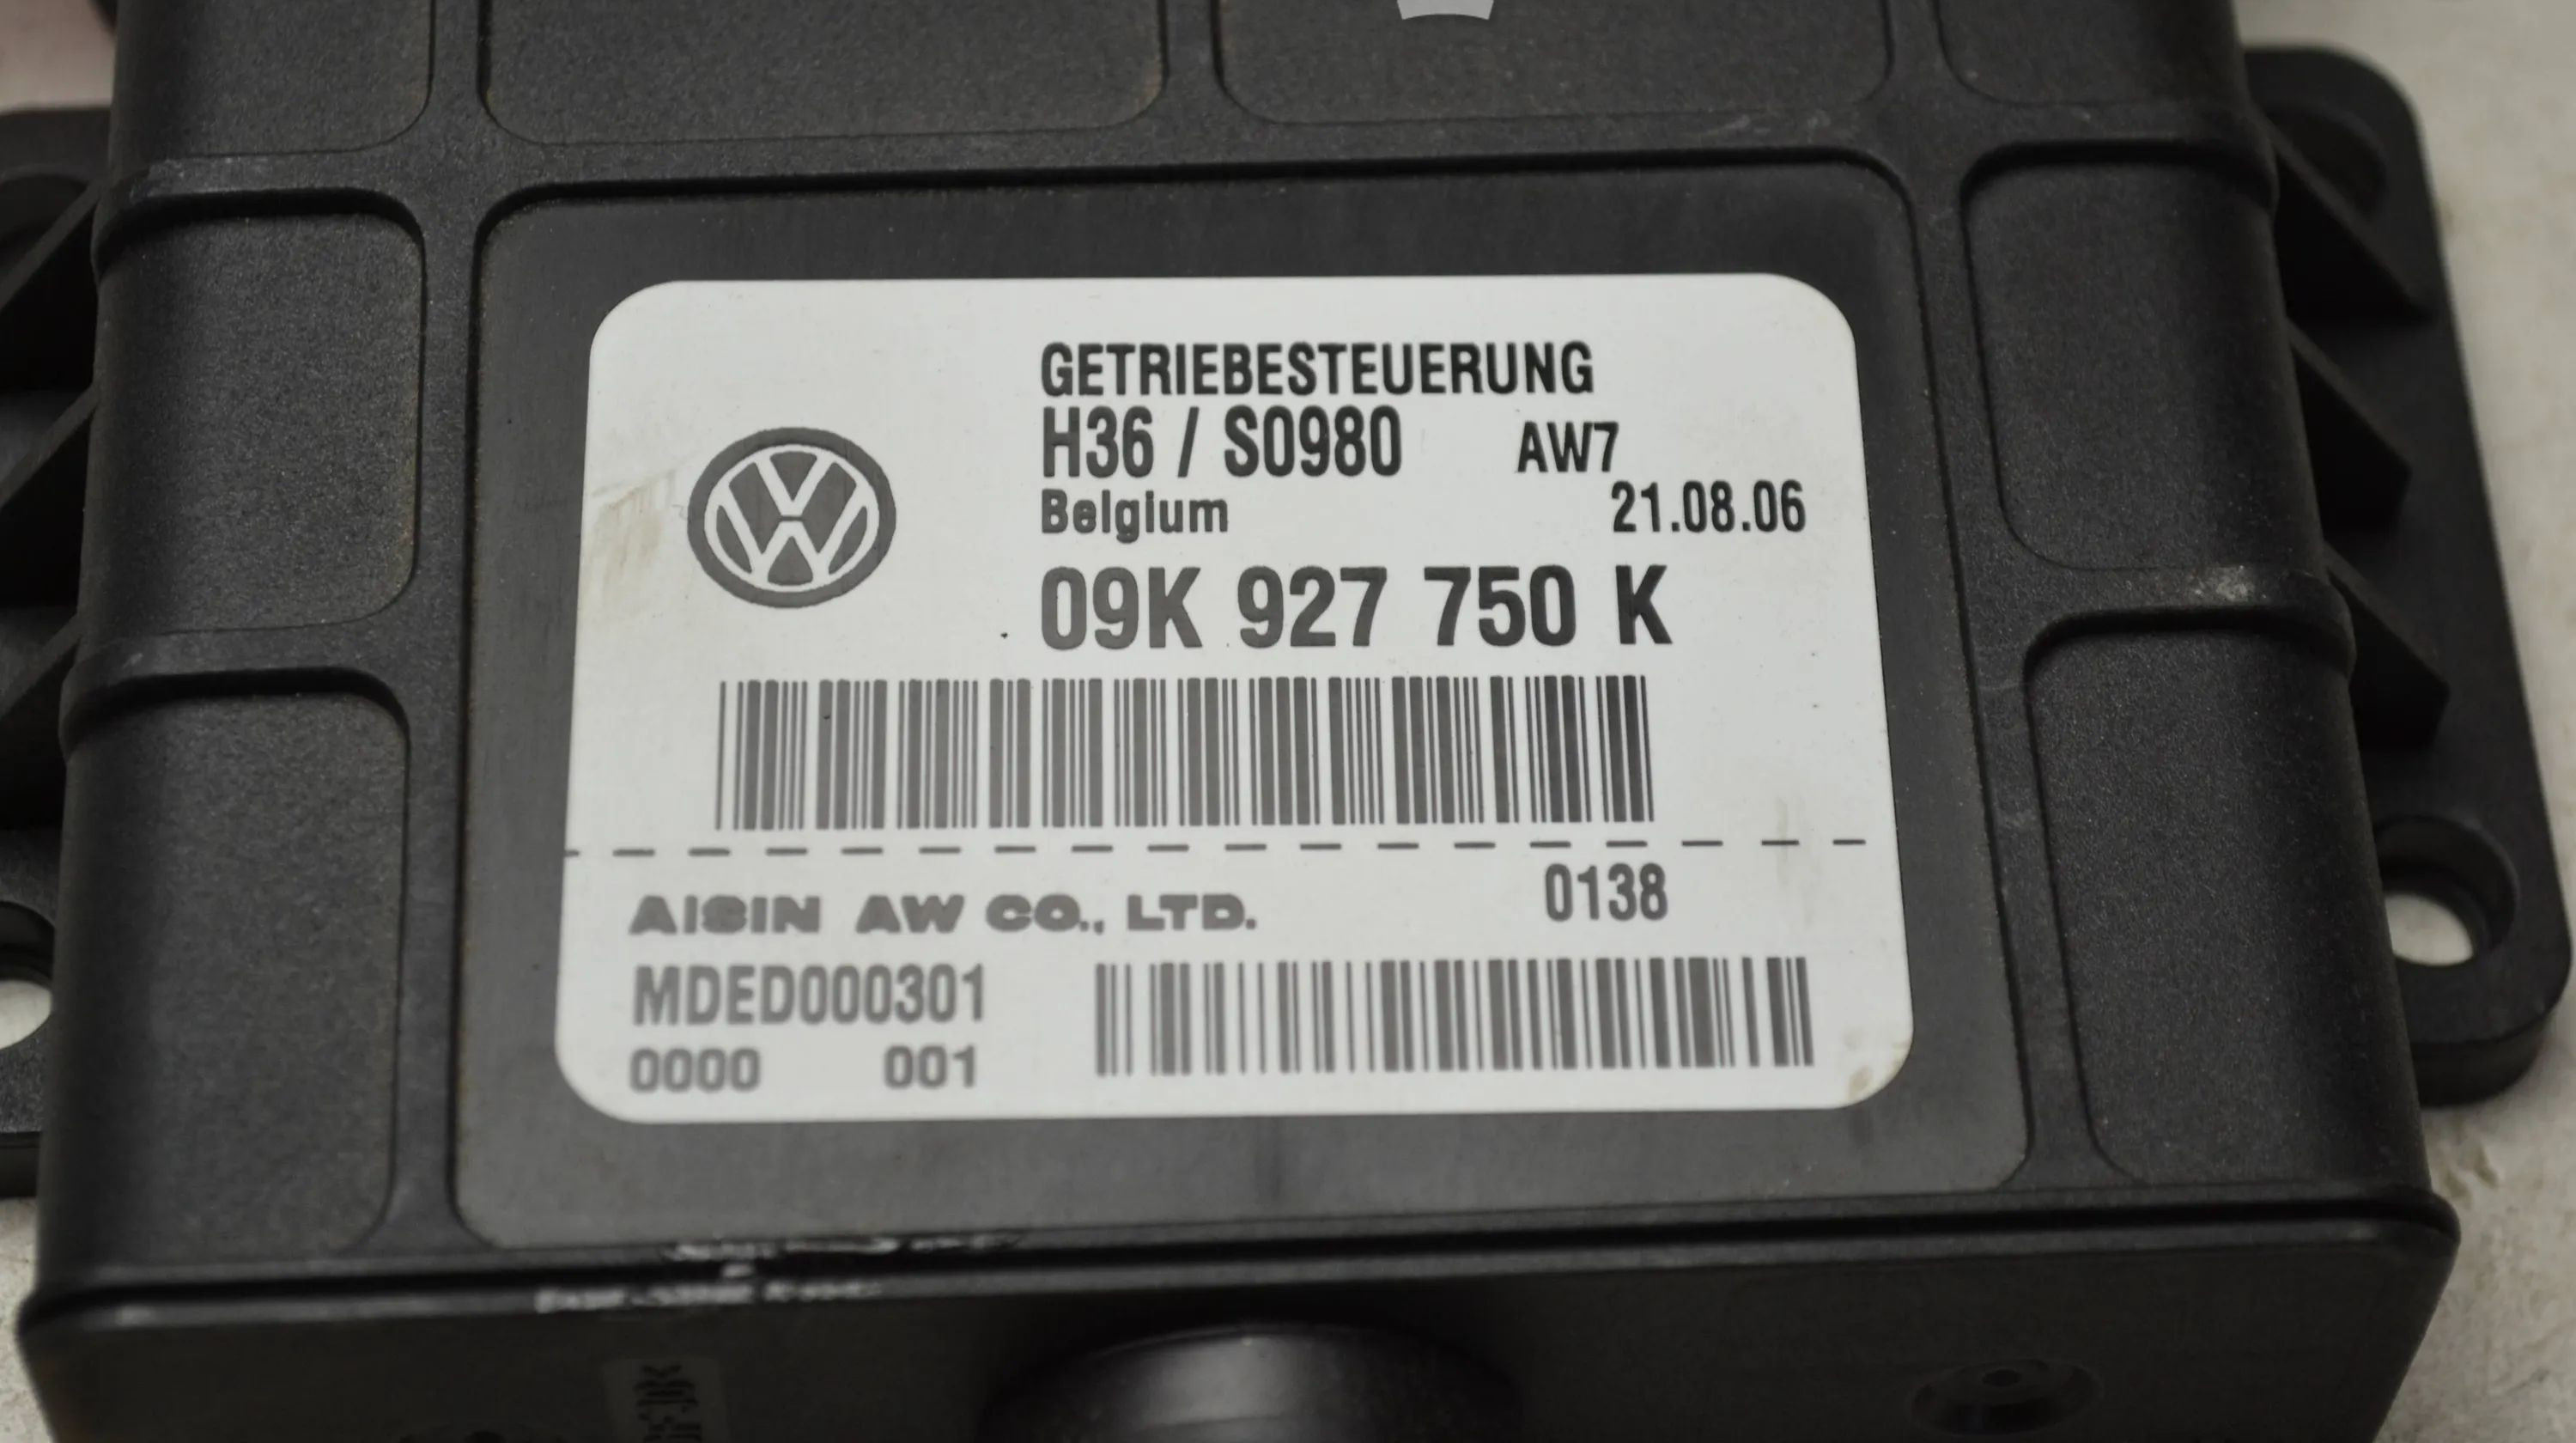 GETRIEBESTEUERUNG
H36 / S0980 AW7
Belgium 21.08.06
09K 927 750 K
AISIN AW CO., LTD. 0138
MDED000301
0000 001